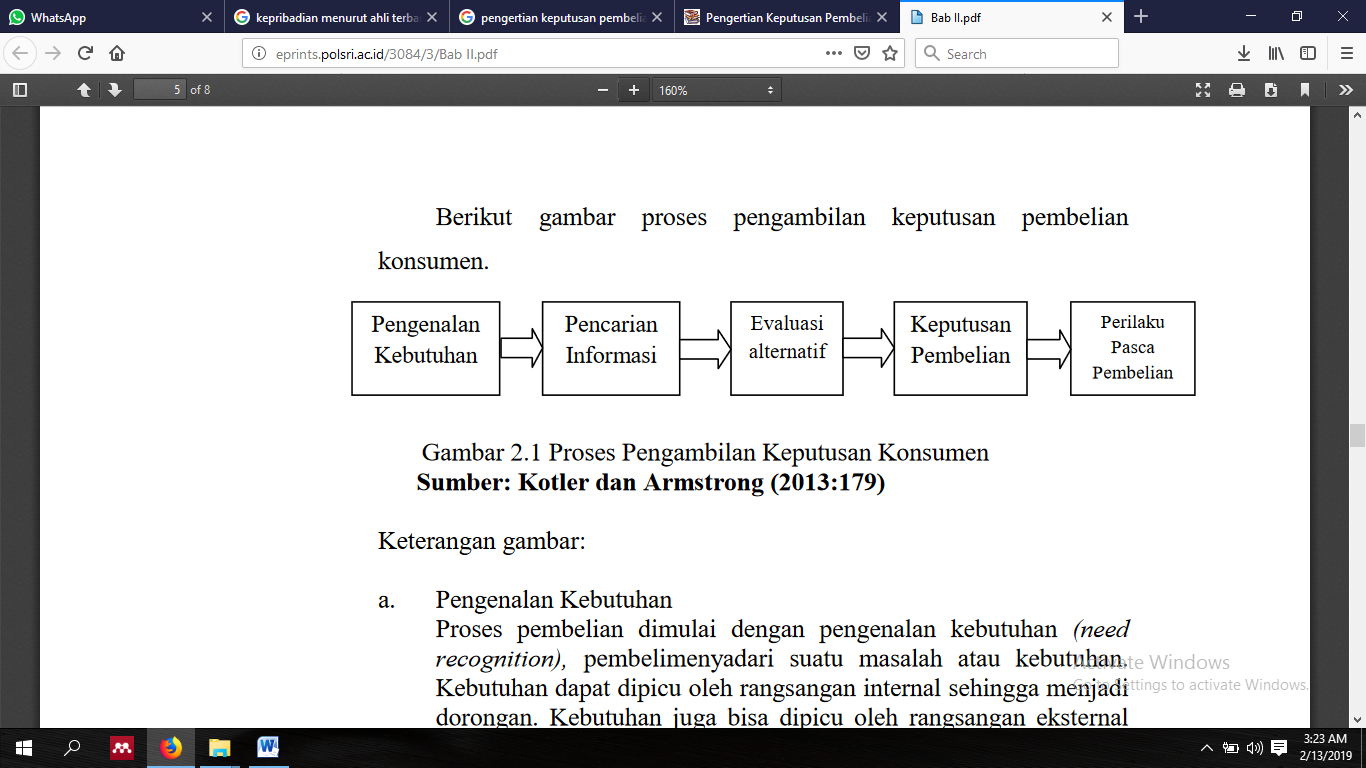 WhatsApp
kepribadian menurut ahli terba
pengertian keputusan pembeli
Pengertian Keputusan Pembeli
Bab II.pdf
eprints.polsri.ac.id/3084/3/Bab II.pdf
Search
5 of 8
160%
Berikut gambar proses pengambilan keputusan pembelian
konsumen.
Pengenalan
Kebutuhan
Pencarian
Informasi
Evaluasi
alternatif
Keputusan
Pembelian
Perilaku
Pasca
Pembelian
Gambar 2.1 Proses Pengambilan Keputusan Konsumen
Sumber: Kotler dan Armstrong (2013:179)
Keterangan gambar:
a. Pengenalan Kebutuhan
Proses pembelian dimulai dengan pengenalan kebutuhan (need
recognition), pembelimenyadari suatu masalah atau kebutuhan.
Kebutuhan dapat dipicu oleh rangsangan internal sehingga menjadi
dorongan. Kebutuhan juga bisa dipicu oleh rangsangan eksternal
Activate Windows
Go to Settings to activate Windows.
3:23 AM
2/13/2019